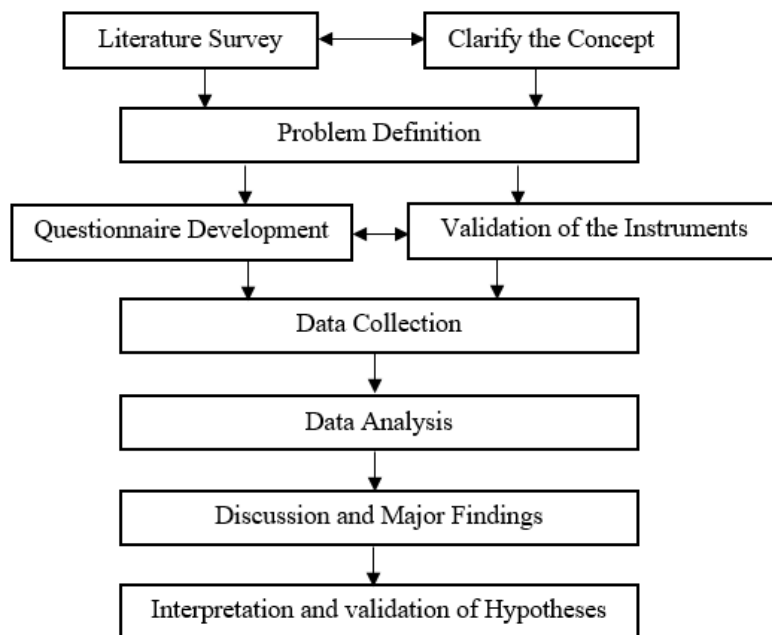 Literature Survey
Clarify the Concept
Problem Definition
Questionnaire Development
Validation of the Instruments
Data Collection
Data Analysis
Discussion and Major Findings
Interpretation and validation of Hypotheses